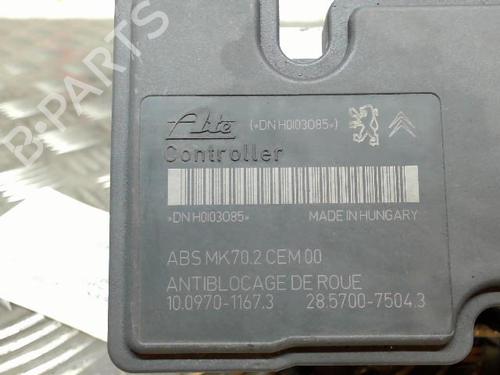 B-PARTS
Ate («DN H0103085»)
Controller
«DN H0103085» MADE IN HUNGARY
ABS MK70.2 CEM 00
ANTIBLOCAGE DE ROUE
10.0970-1167.3 28.5700-7504.3